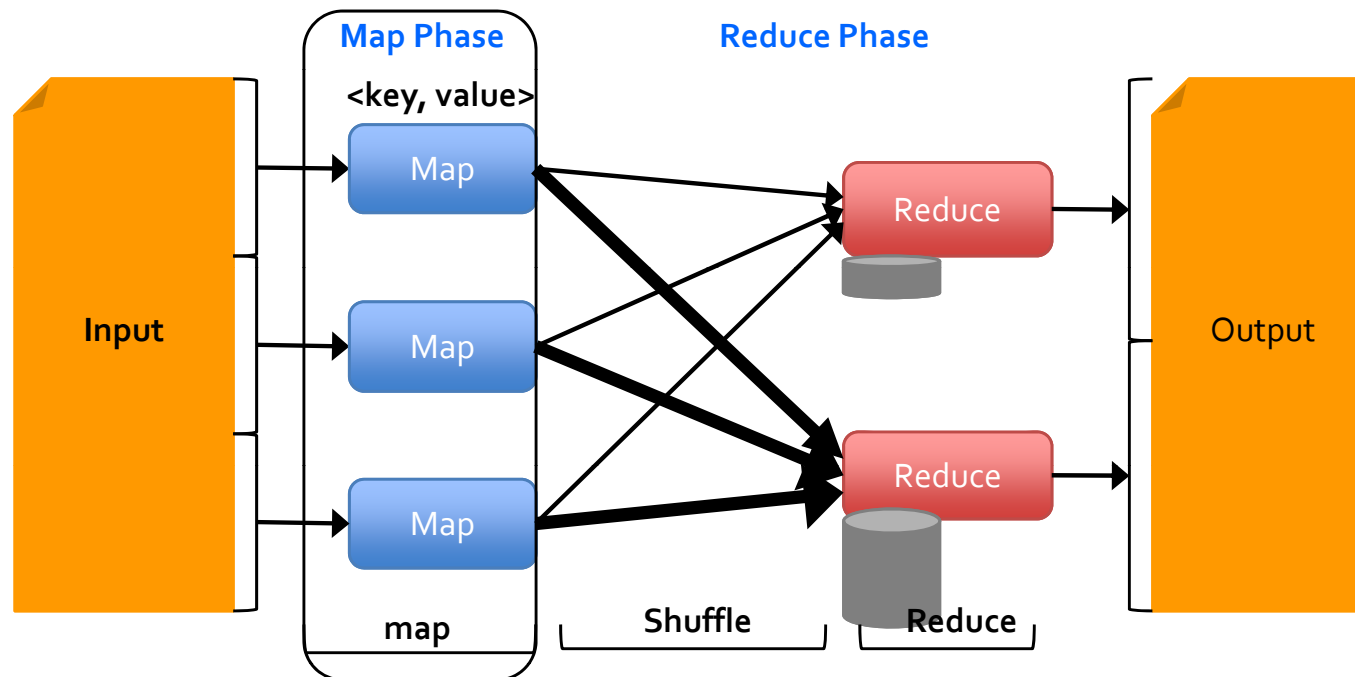 Map Phase
Reduce Phase
<key, value>
Map
Reduce
Input
Map
Output
Reduce
Map
map
Shuffle
Reduce